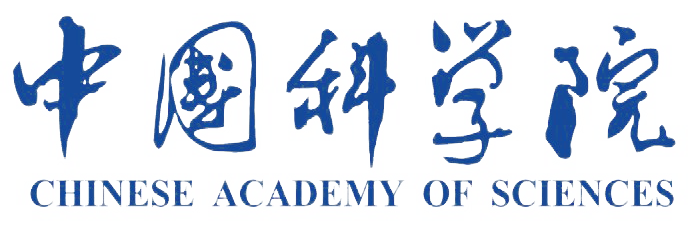 中國科学院
CHINESE ACADEMY OF SCIENCES